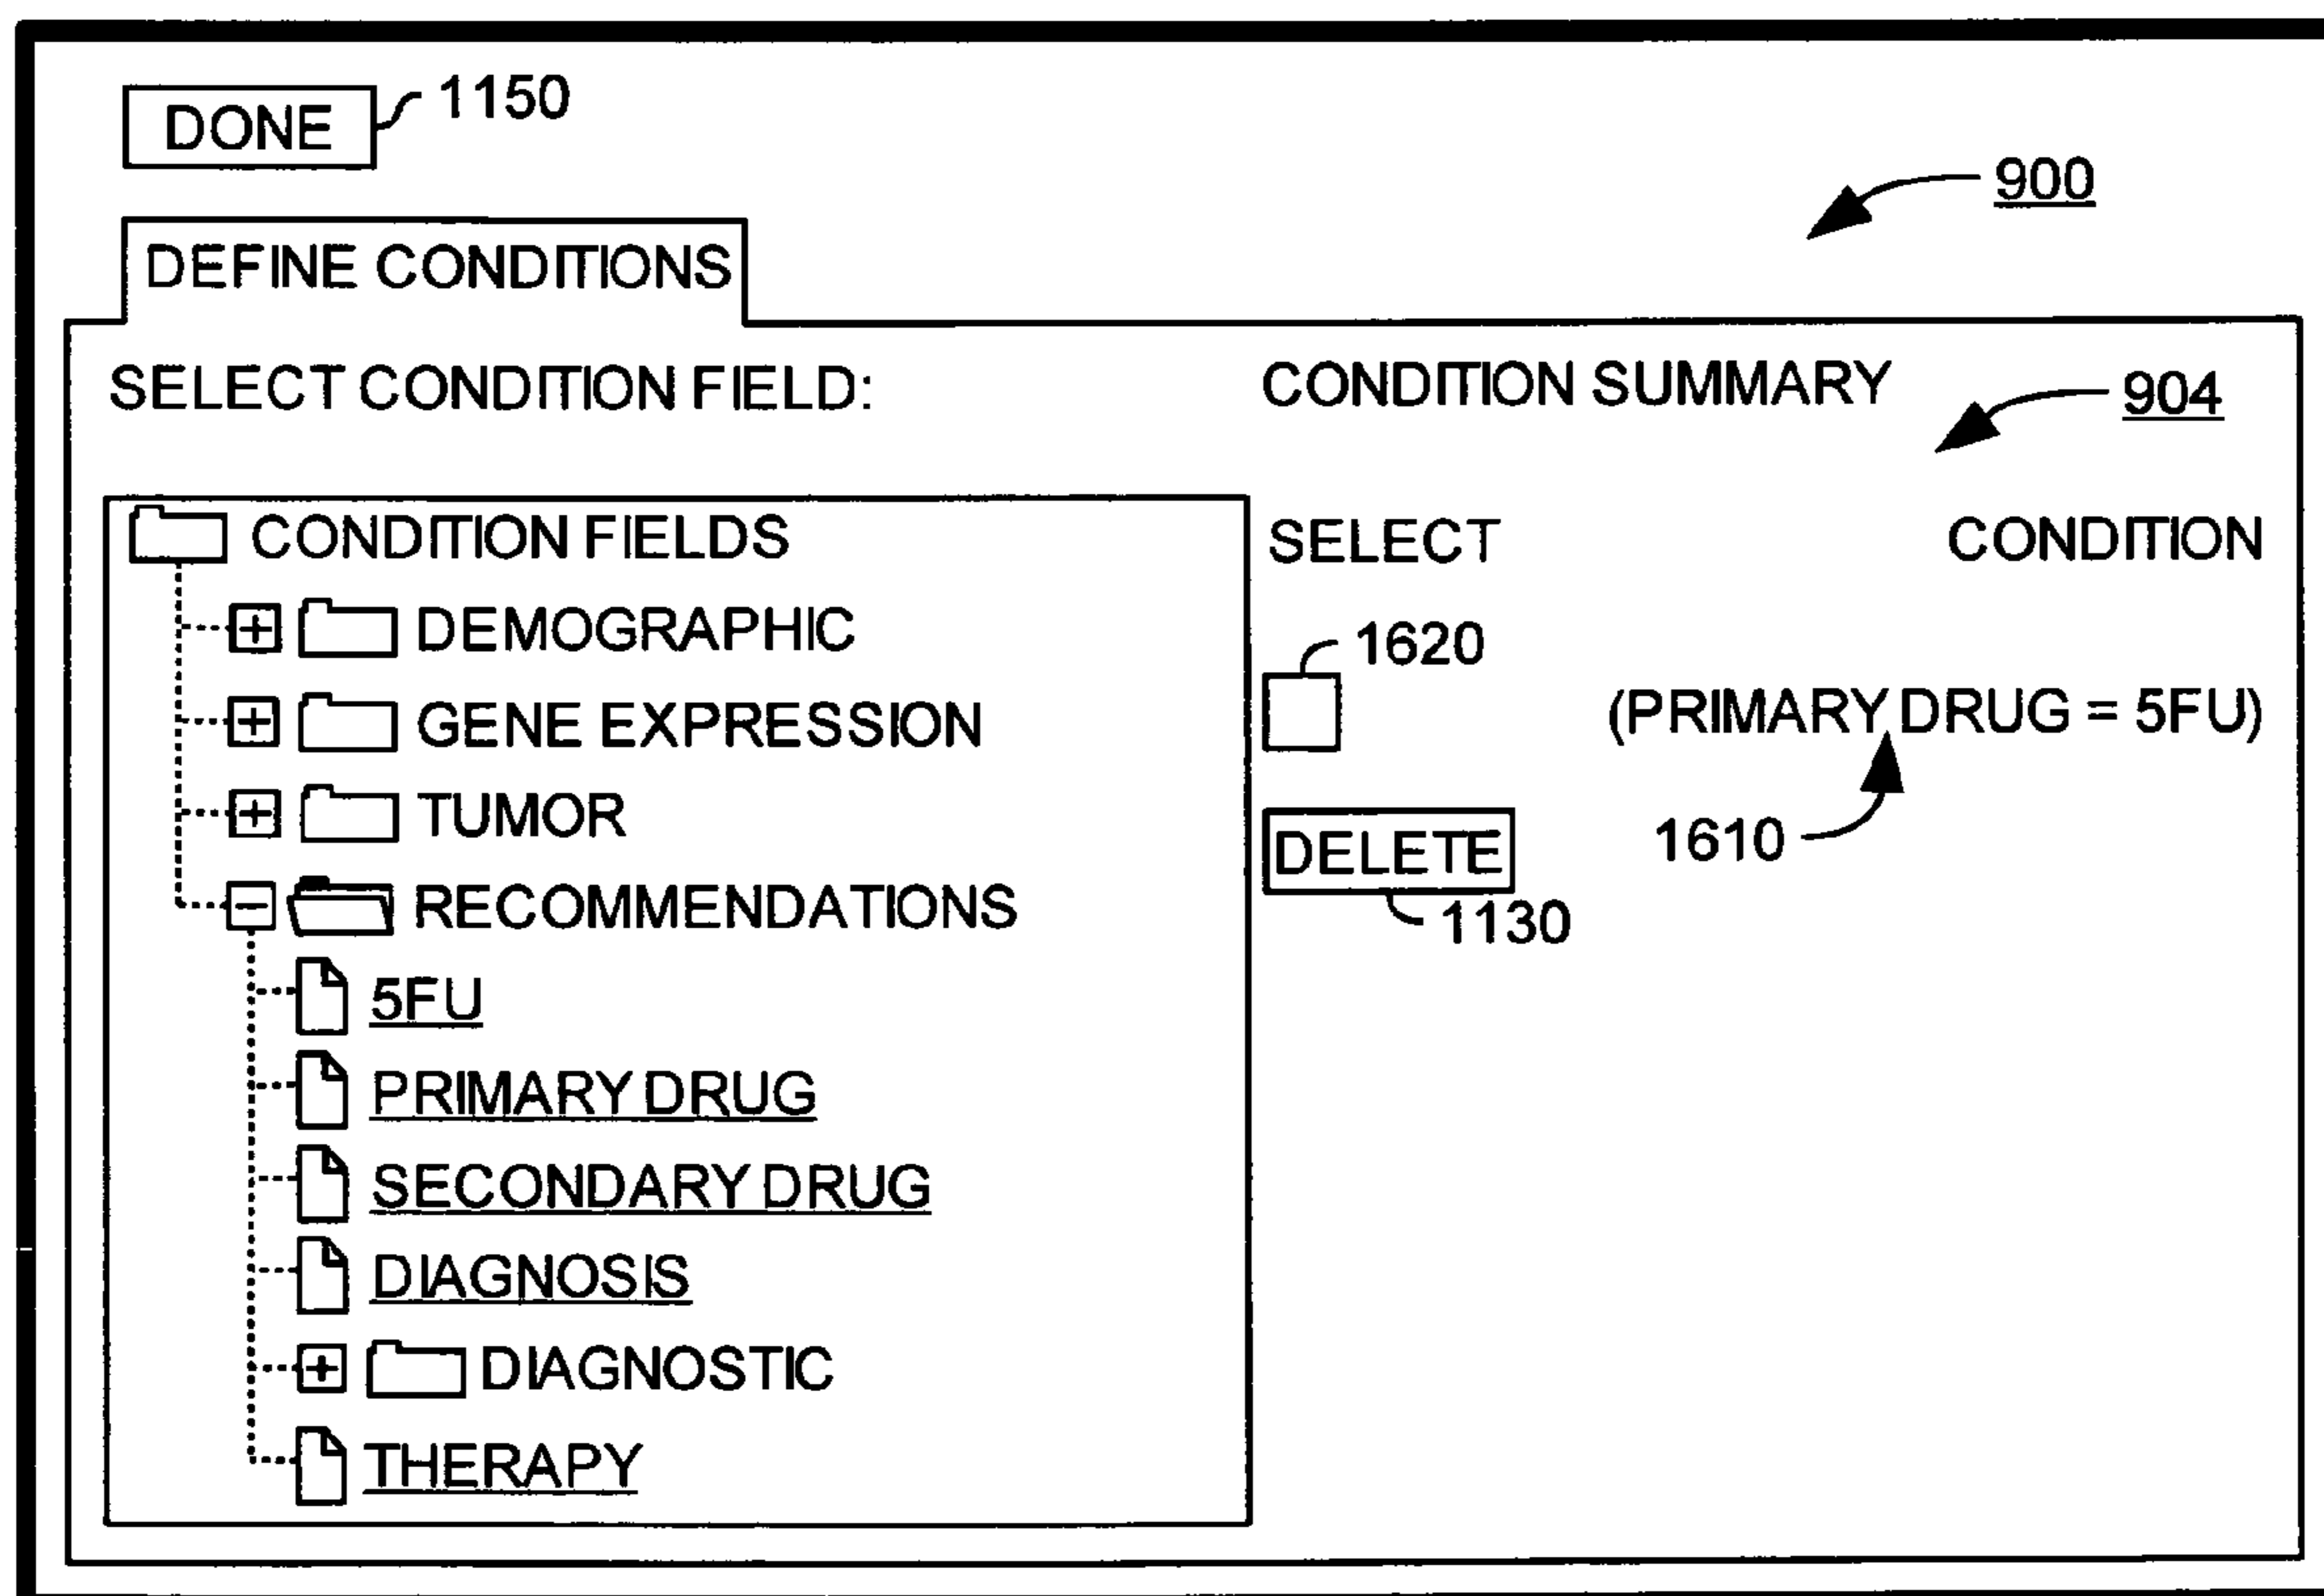 DONE 1150
900
DEFINE CONDITIONS
SELECT CONDITION FIELD:
CONDITION SUMMARY
904
CONDITION FIELDS
DEMOGRAPHIC
GENE EXPRESSION
TUMOR
RECOMMENDATIONS
5FU
PRIMARY DRUG
SECONDARY DRUG
DIAGNOSIS
DIAGNOSTIC
THERAPY
SELECT CONDITION
1620
(PRIMARY DRUG = 5FU)
1610
DELETE
1130